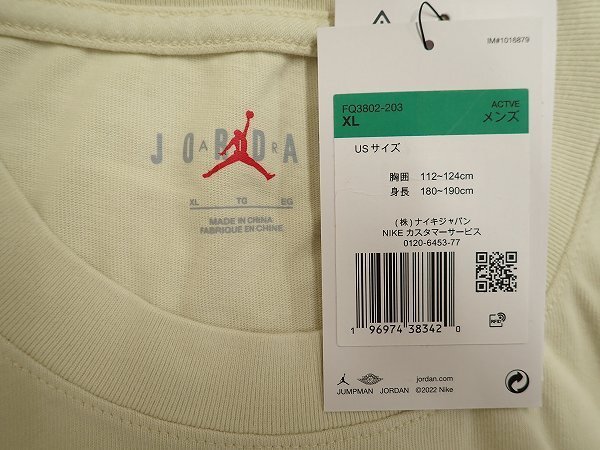 JORDAN
AIR
XL TG EG
MADE IN CHINA
FABRIQUÉ EN CHINE
IM#1016879
FQ3802-203
ACTVE
XL
メンズ
US サイズ
胸囲 112~124cm
身長 180~190cm
(株)ナイキジャパン
NIKE カスタマーサービス
0120-6453-77
1 96974 38342 0
RFID
jordan.com
JUMPMAN JORDAN ©2022 Nike